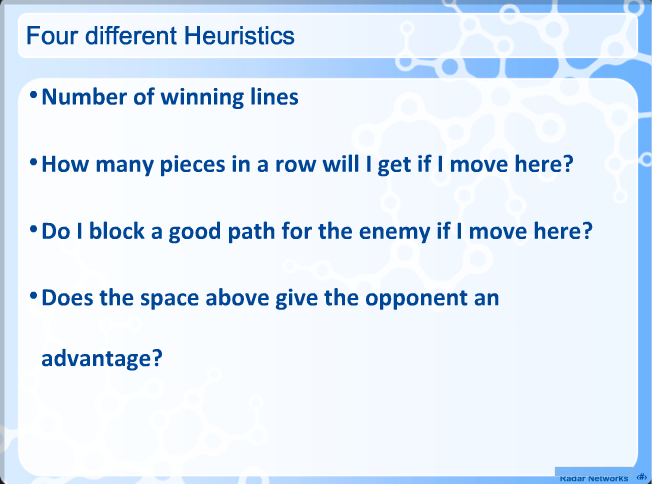 Four different Heuristics
•Number of winning lines
•How many pieces in a row will I get if I move here?
•Do I block a good path for the enemy if I move here?
•Does the space above give the opponent an
advantage?
Radar Networks ‹#›